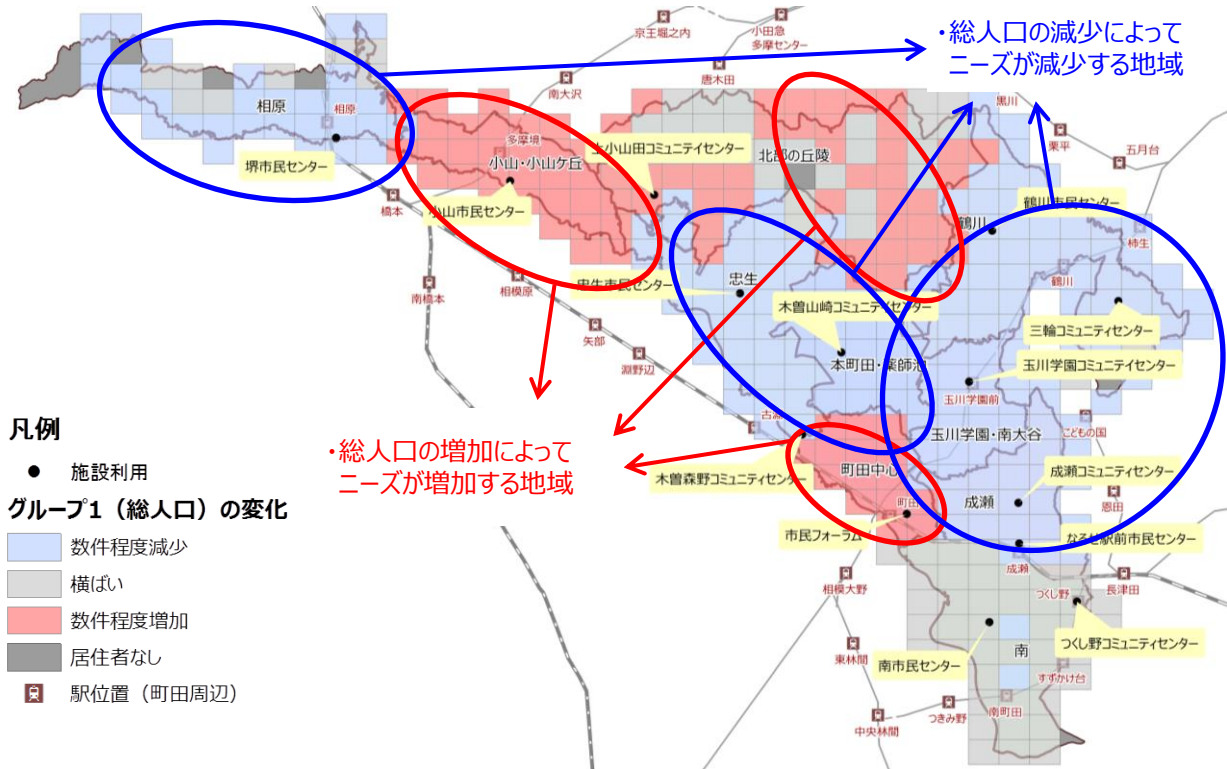 ・総人口の減少によって
ニーズが減少する地域
京王堀之内
小田急
多摩センター
唐木田
南大沢
黒川
栗平
五月台
相原
相原
堺市民センター
多摩境
小山・小山ケ丘
小山市民センター
上小山田コミュニテイセンター
北部の丘陵
橋本
南橋本
相模原
矢部
淵野辺
鶴川市民センター
鶴川
柿生
鶴川
忠生市民センター
忠生
木曽山崎コミュニテイセンター
本町田・薬師池
三輪コミュニティセンター
玉川学園コミュニテイセンター
玉川学園前
玉川学園・南大谷
こどもの国
・総人口の増加によって
ニーズが増加する地域
木曽森野コミュニティセンター
町田中心
町田
市民フォーラム
成瀬
成瀬コミュニティセンター
恩田
なるせ駅前市民センター
成瀬
長津田
つくし野
つくし野コミュニティセンター
相模大野
東林間
中央林間
つきみ野
南市民センター
南
すずかけ台
南町田
凡例
施設利用
グループ1（総人口）の変化
数件程度減少
横ばい
数件程度増加
居住者なし
駅位置（町田周辺）